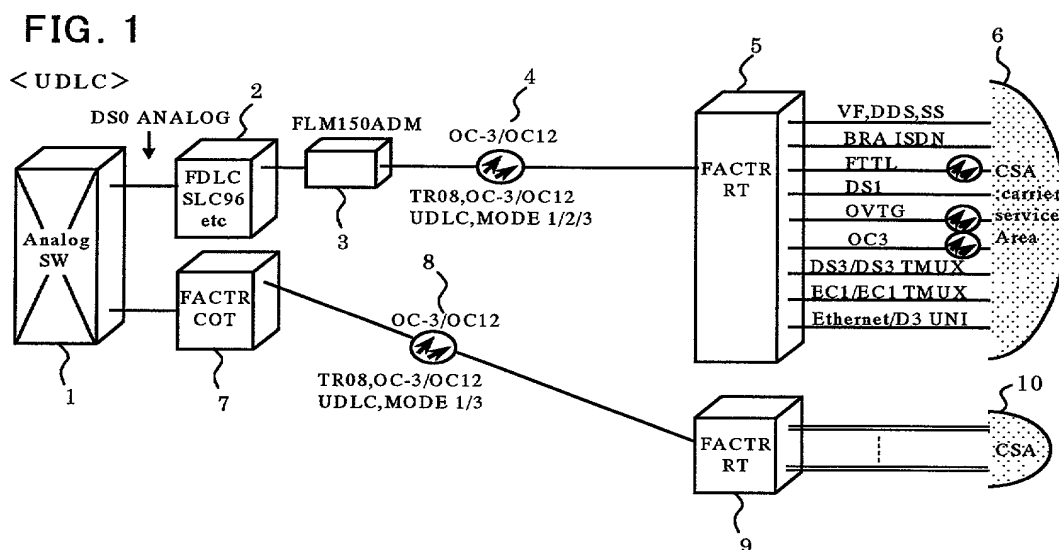 FIG. 1
<UDLC>
DS0 ANALOG
2
FLM150ADM
4
5
6
FDLC
SLC96
etc
3
OC-3/OC12
TR08,OC-3/OC12
UDLC,MODE 1/2/3
FACTR
RT
VF,DDS,SS
BRA ISDN
FTTL
DS1
OVTG
OC3
DS3/DS3 TMUX
EC1/EC1 TMUX
Ethernet/D3 UNI
CSA
carrier
service
Area
Analog
SW
1
FACTR
COT
7
8
OC-3/OC12
TR08,OC-3/OC12
UDLC,MODE 1/3
FACTR
RT
9
10
CSA